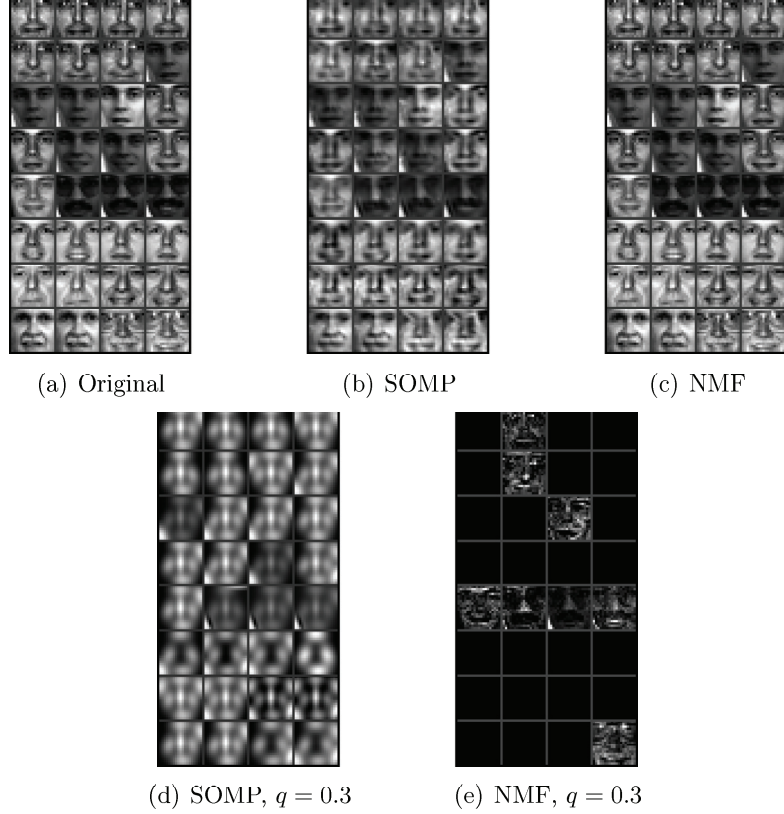 (a) Original
(b) SOMP
(c) NMF
(d) SOMP, q = 0.3
(e) NMF, q = 0.3